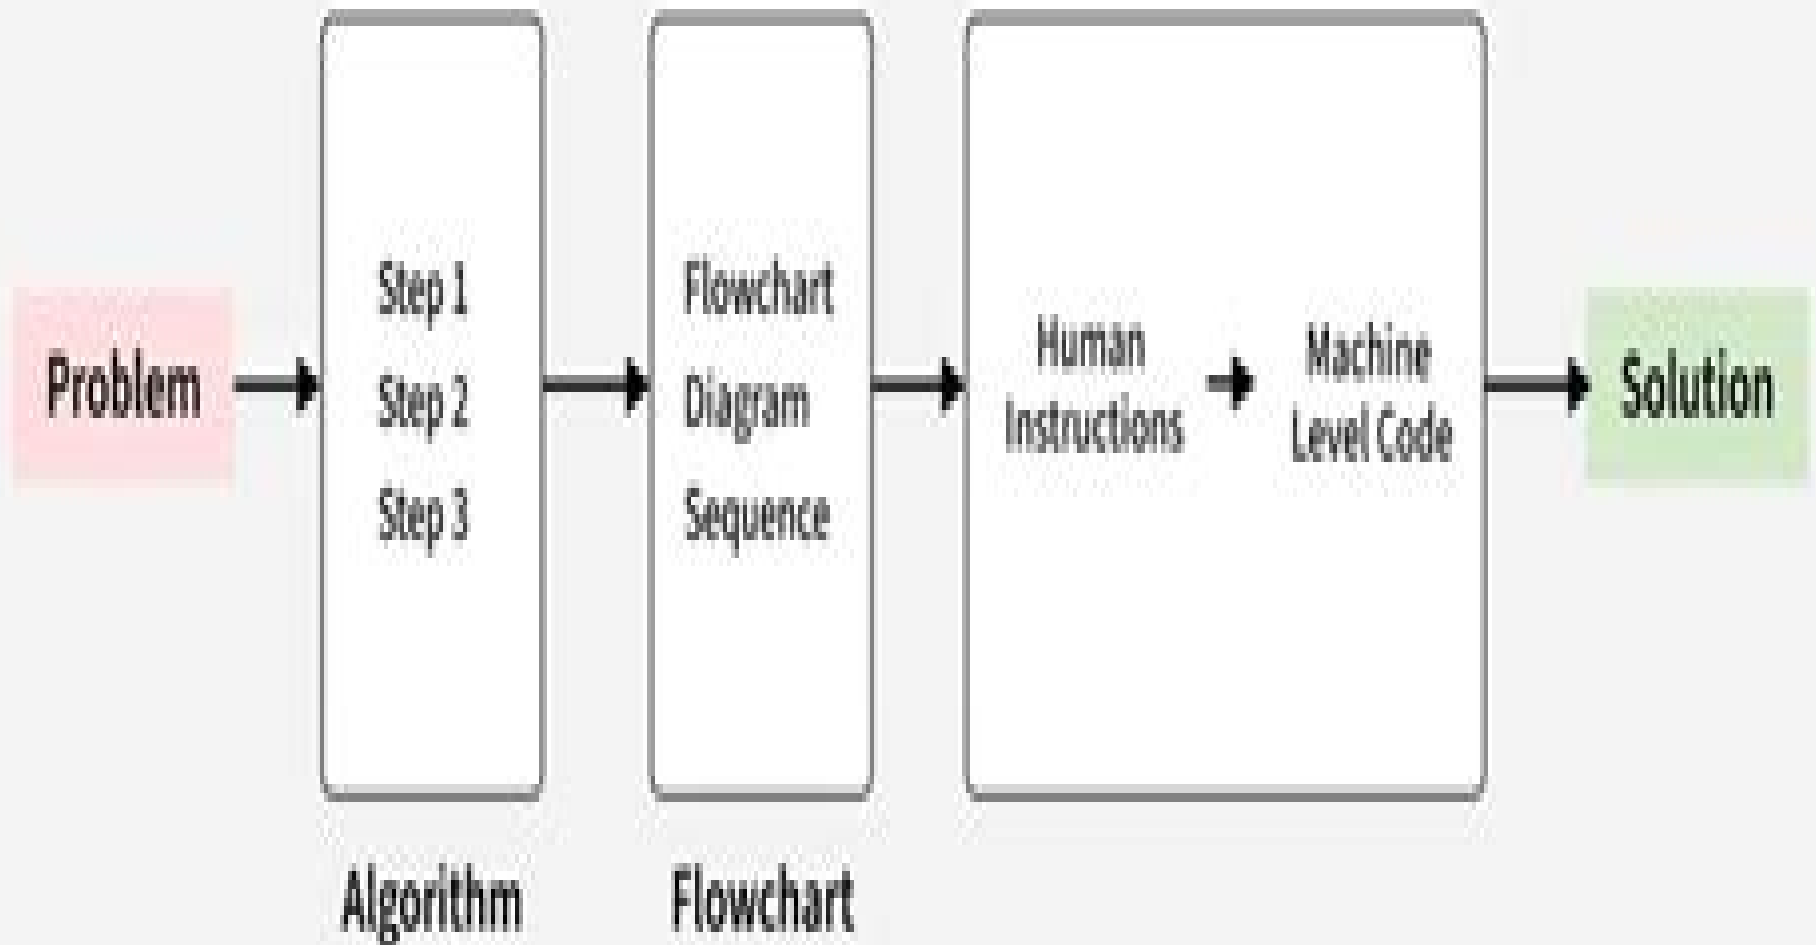 Problem
Step 1
Step 2
Step 3
Algorithm
Flowchart
Diagram
Sequence
Flowchart
Human
Instructions
Machine
Level Code
Solution